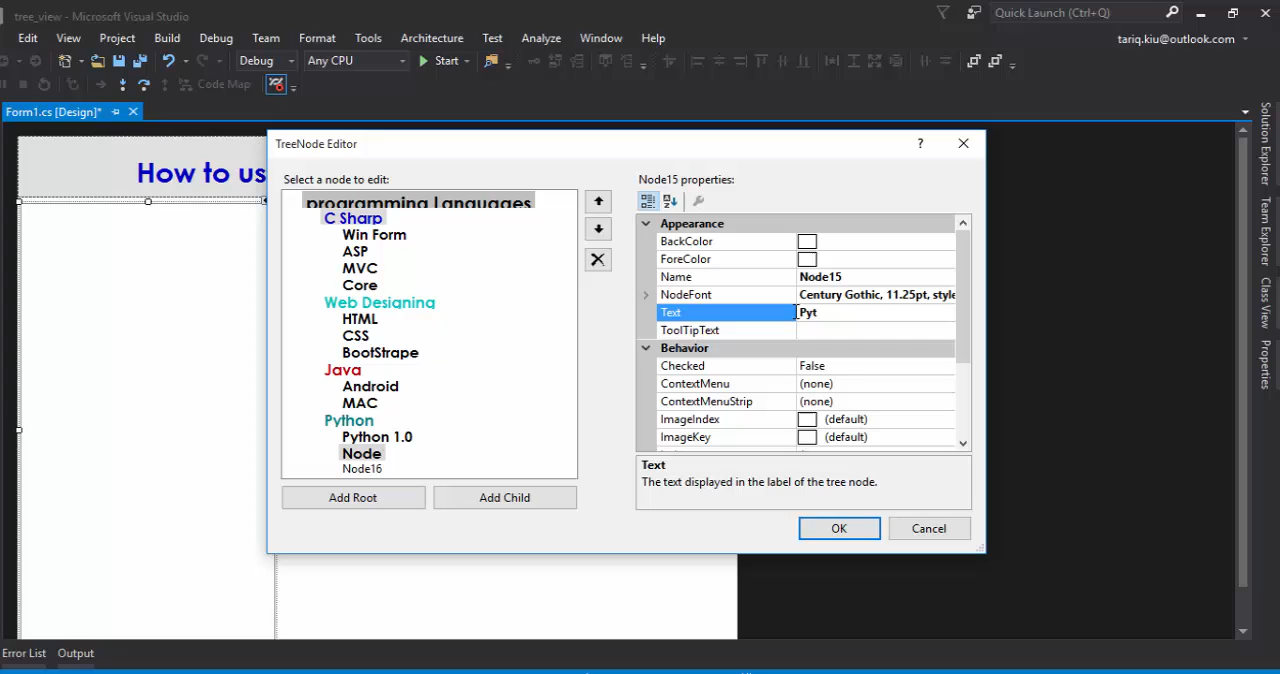 tree_view - Microsoft Visual Studio
Quick Launch (Ctrl+Q)
Edit View Project Build Debug Team Format Tools Architecture Test Analyze Window Help
tariq.kiu@outlook.com
Debug Any CPU Start
Code Map
Form1.cs [Design]*
How to us
TreeNode Editor
?
Select a node to edit:
programming Languages
C Sharp
Win Form
ASP
MVC
Core
Web Designing
HTML
CSS
BootStrape
Java
Android
MAC
Python
Python 1.0
Node
Node16
Add Root
Add Child
Node15 properties:
Appearance
BackColor
ForeColor
Name Node15
NodeFont Century Gothic, 11.25pt, style
Text Pyt
ToolTipText
Behavior
Checked False
ContextMenu (none)
ContextMenuStrip (none)
ImageIndex (default)
ImageKey (default)
Text
The text displayed in the label of the tree node.
OK
Cancel
Solution Explorer
Team Explorer
Class View
Properties
Error List Output